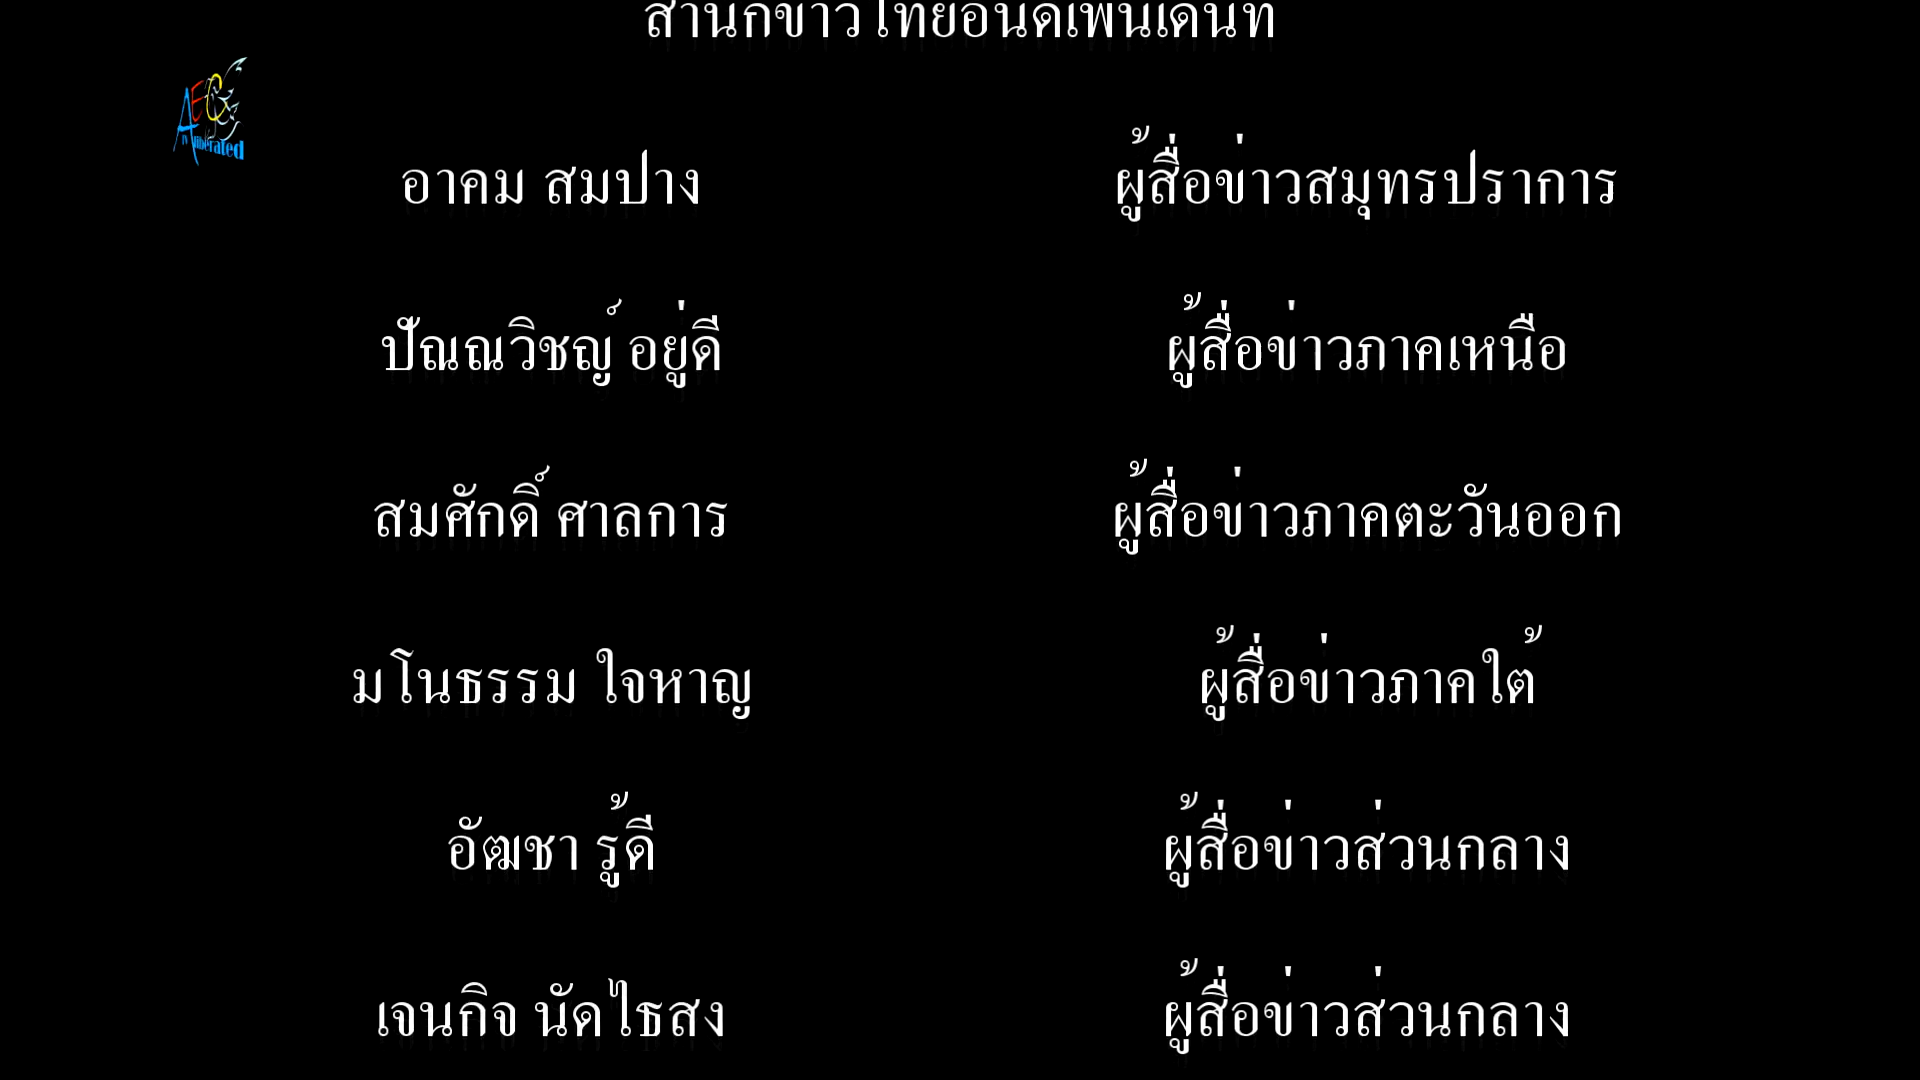 สำนักข่าวไทยอินดิเพนเดนท์
AEC
TV
liberated
อาคม สมปาง ผู้สื่อข่าวสมุทรปราการ
ปัณณวิชญ์ อยู่ดี ผู้สื่อข่าวภาคเหนือ
สมศักดิ์ ศาลการ ผู้สื่อข่าวภาคตะวันออก
มโนธรรม ใจหาญ ผู้สื่อข่าวภาคใต้
อัฒชา รู้ดี ผู้สื่อข่าวส่วนกลาง
เจนกิจ นัดไธสง ผู้สื่อข่าวส่วนกลาง